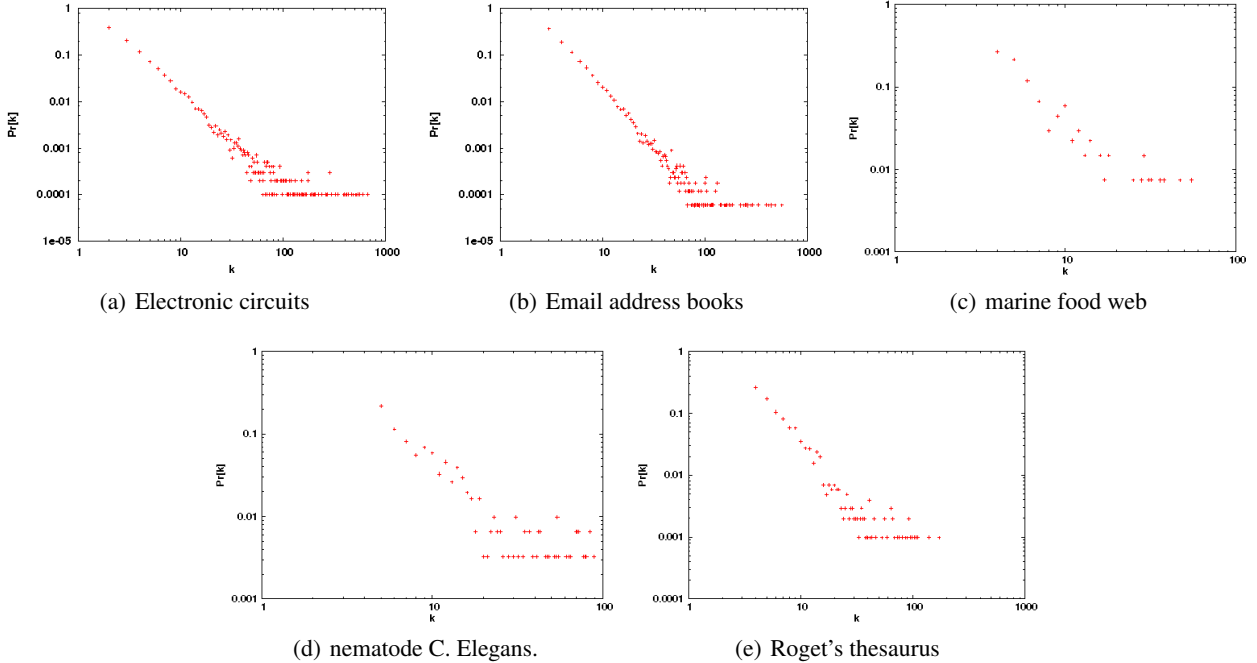 1
0.1
0.01
0.001
0.0001
1e-05
Pr[k]
1 10 100 1000
k
(a) Electronic circuits
1
0.1
0.01
0.001
0.0001
1e-05
Pr[k]
1 10 100 1000
k
(b) Email address books
1
0.1
0.01
0.001
Pr[k]
1 10 100
k
(c) marine food web
1
0.1
0.01
0.001
Pr[k]
1 10 100
k
(d) nematode C. Elegans.
1
0.1
0.01
0.001
0.0001
Pr[k]
1 10 100 1000
k
(e) Roget's thesaurus